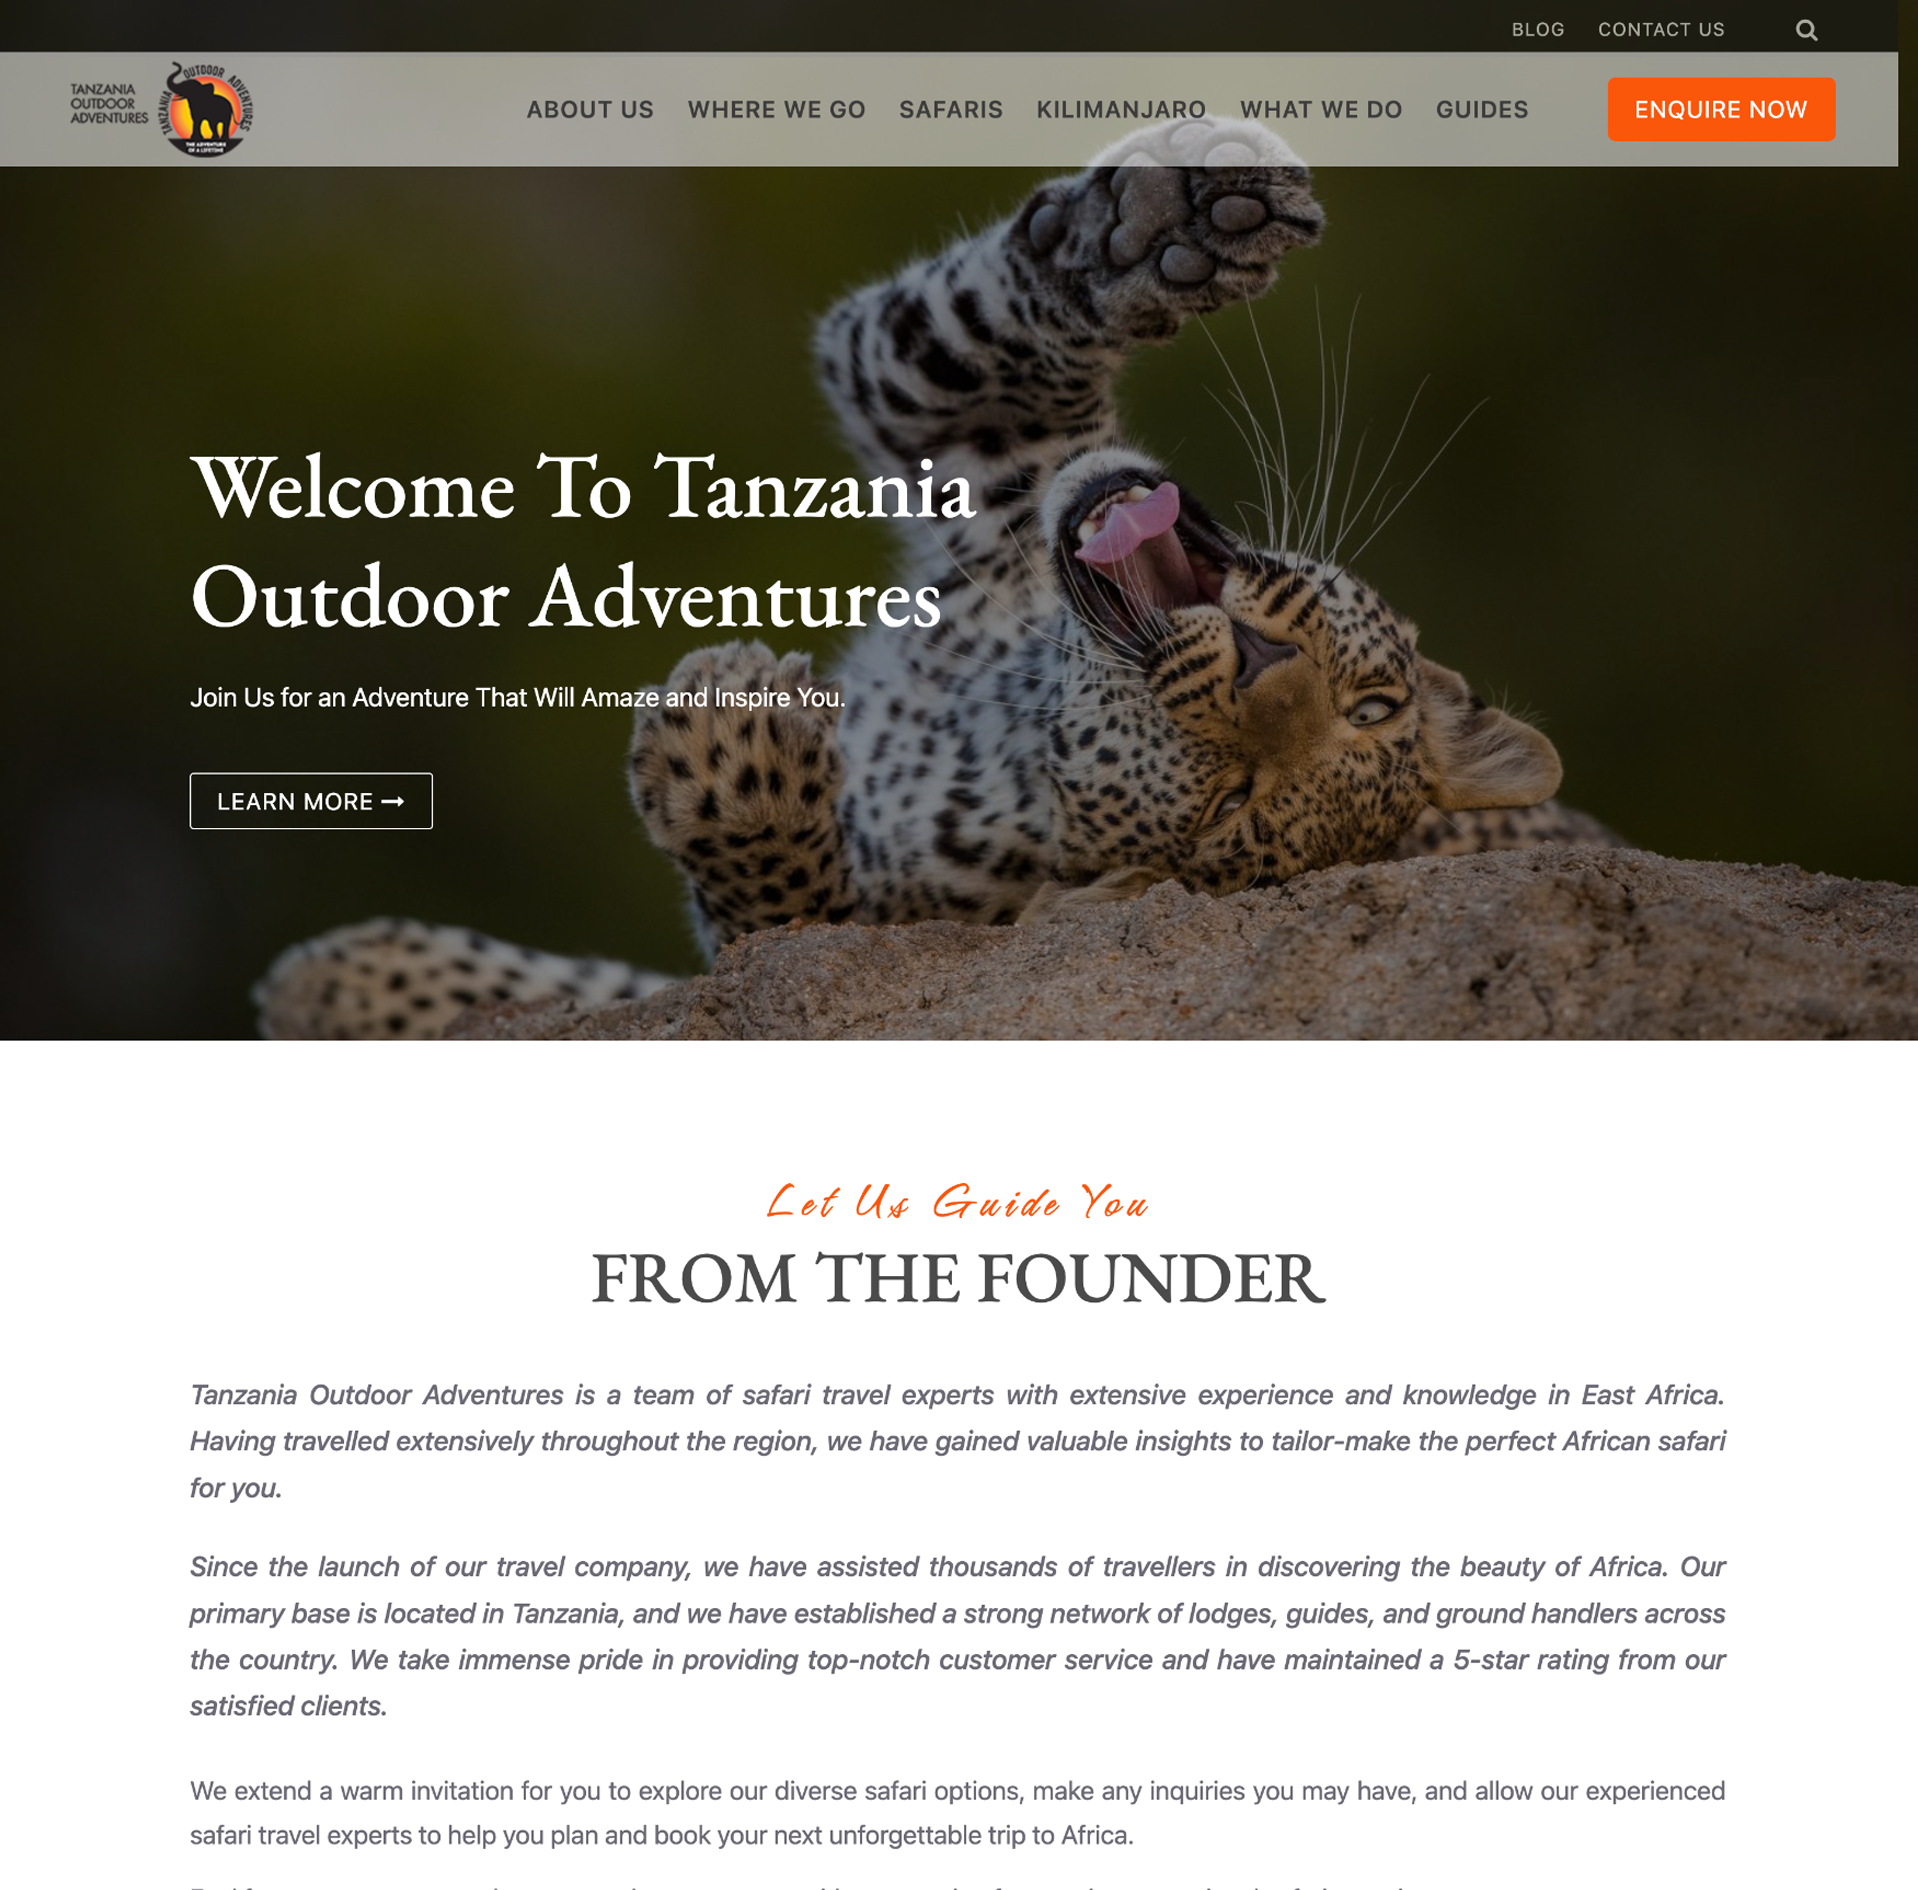 BLOG CONTACT US
TANZANIA
OUTDOOR
ADVENTURES
TANZANIA OUTDOOR ADVENTURES
THE ADVENTURE
OF A LIFETIME
ABOUT US WHERE WE GO SAFARIS KILIMANJARO WHAT WE DO GUIDES ENQUIRE NOW
Welcome To Tanzania
Outdoor Adventures
Join Us for an Adventure That Will Amaze and Inspire You.
LEARN MORE
Let Us Guide You
FROM THE FOUNDER
Tanzania Outdoor Adventures is a team of safari travel experts with extensive experience and knowledge in East Africa.
Having travelled extensively throughout the region, we have gained valuable insights to tailor-make the perfect African safari
for you.
Since the launch of our travel company, we have assisted thousands of travellers in discovering the beauty of Africa. Our
primary base is located in Tanzania, and we have established a strong network of lodges, guides, and ground handlers across
the country. We take immense pride in providing top-notch customer service and have maintained a 5-star rating from our
satisfied clients.
We extend a warm invitation for you to explore our diverse safari options, make any inquiries you may have, and allow our experienced
safari travel experts to help you plan and book your next unforgettable trip to Africa.